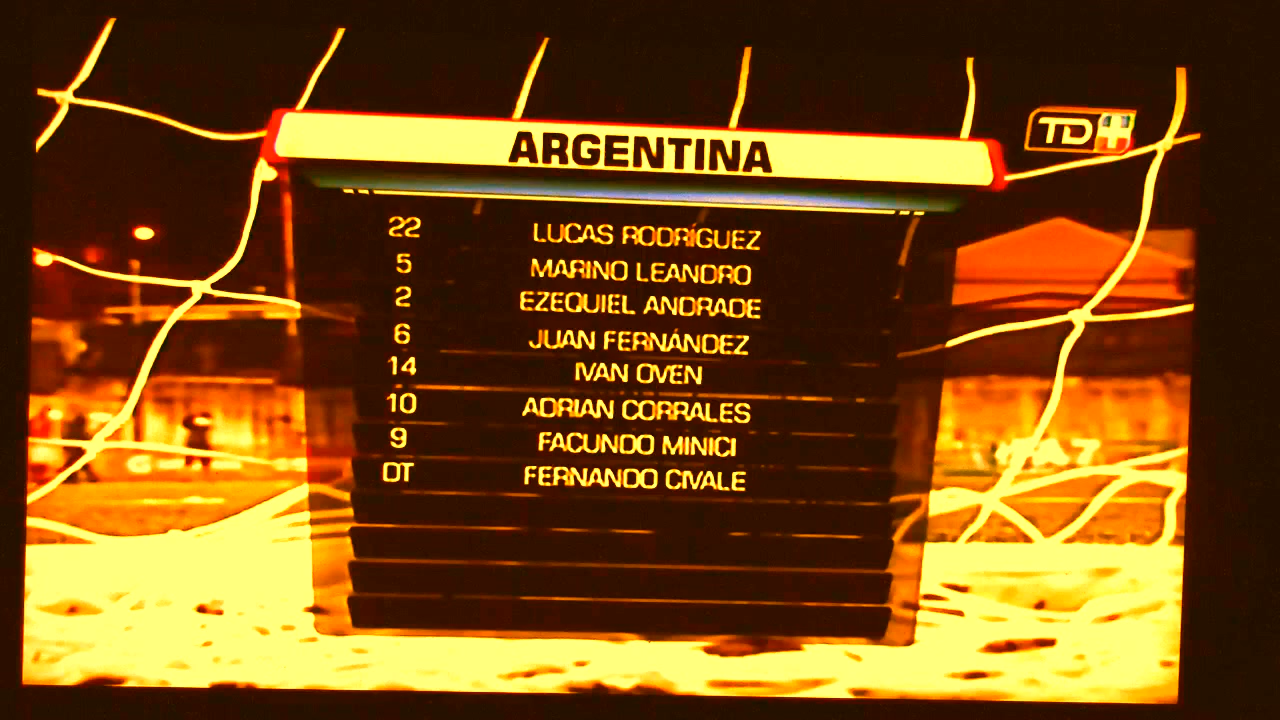 ARGENTINA
TD+
22 LUCAS RODRÍGUEZ
5 MARINO LEANDRO
2 EZEQUIEL ANDRADE
6 JUAN FERNÁNDEZ
14 IVAN OVEN
10 ADRIAN CORRALES
9 FACUNDO MINICI
DT FERNANDO CIVALE